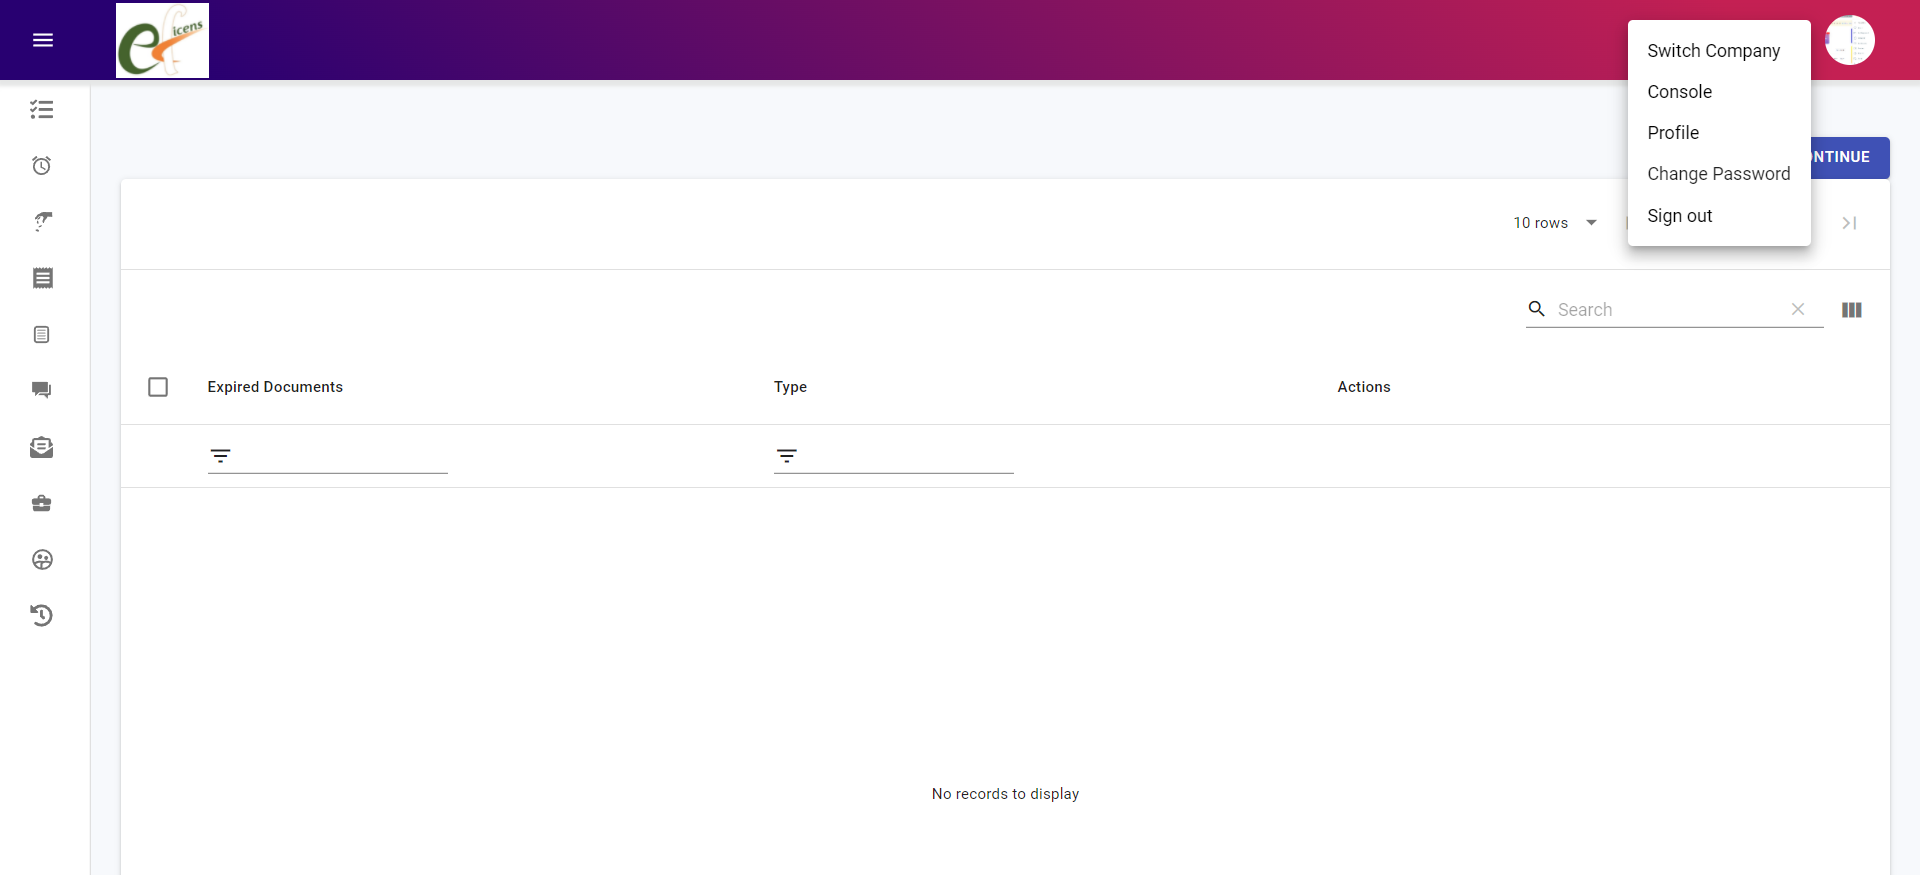 eficens
Switch Company
Console
Profile
Change Password
Sign out
NTINUE
10 rows
Search
Expired Documents
Type
Actions
No records to display